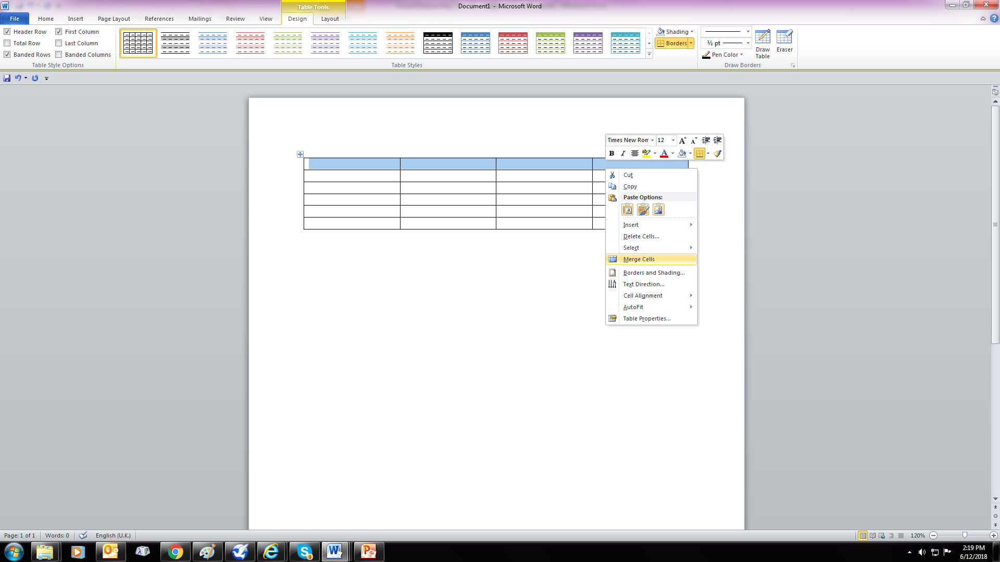 Table Tools
Document1 - Microsoft Word
File Home Insert Page Layout References Mailings Review View Design Layout
Header Row First Column
Total Row Last Column
Banded Rows Banded Columns
Table Style Options
Table Styles
Shading
Borders
½ pt
Pen Color
Draw Table
Eraser
Draw Borders
Times New Rom 12
A A
B I ab A
Cut
Copy
Paste Options:
Insert
Delete Cells...
Select
Merge Cells
Borders and Shading...
Text Direction...
Cell Alignment
AutoFit
Table Properties...
Page: 1 of 1 Words: 0 English (U.K.) 120%
2:19 PM
6/12/2018